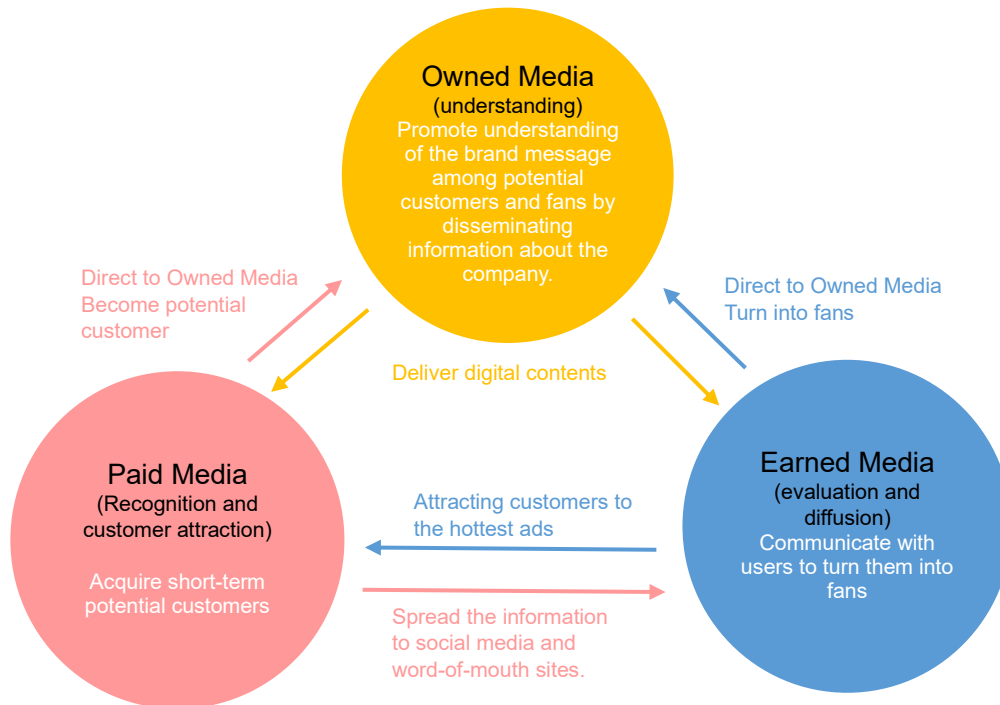 Owned Media
(understanding)
Promote understanding
of the brand message
among potential
customers and fans by
disseminating
information about the
company.
Direct to Owned Media
Become potential
customer
Direct to Owned Media
Turn into fans
Deliver digital contents
Paid Media
(Recognition and
customer attraction)
Acquire short-term
potential customers
Attracting customers to
the hottest ads
Spread the information
to social media and
word-of-mouth sites.
Earned Media
(evaluation and
diffusion)
Communicate with
users to turn them into
fans